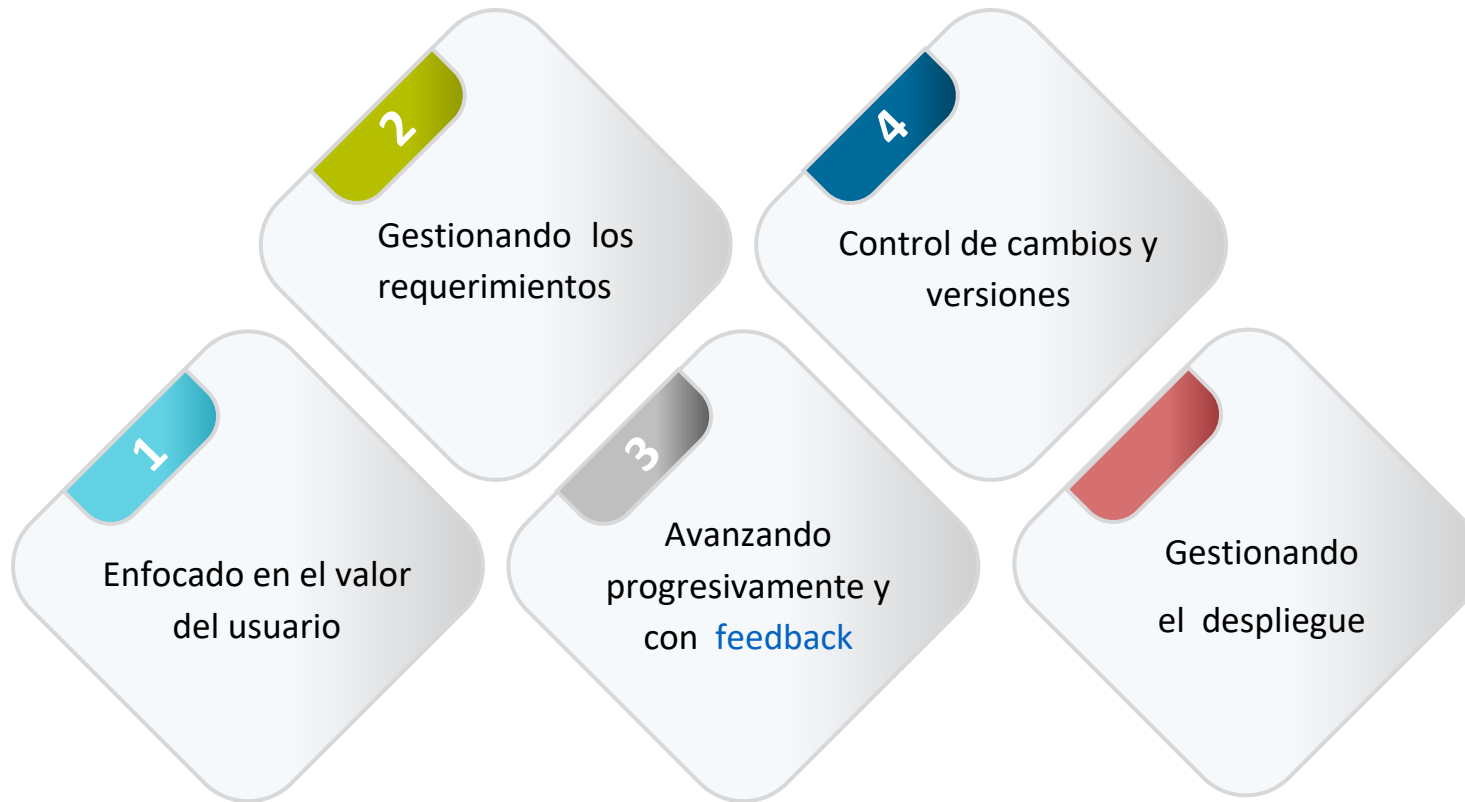 1
Enfocado en el valor
del usuario
2
Gestionando los
requerimientos
3
Avanzando
progresivamente y
con feedback
4
Control de cambios y
versiones
Gestionando
el despliegue